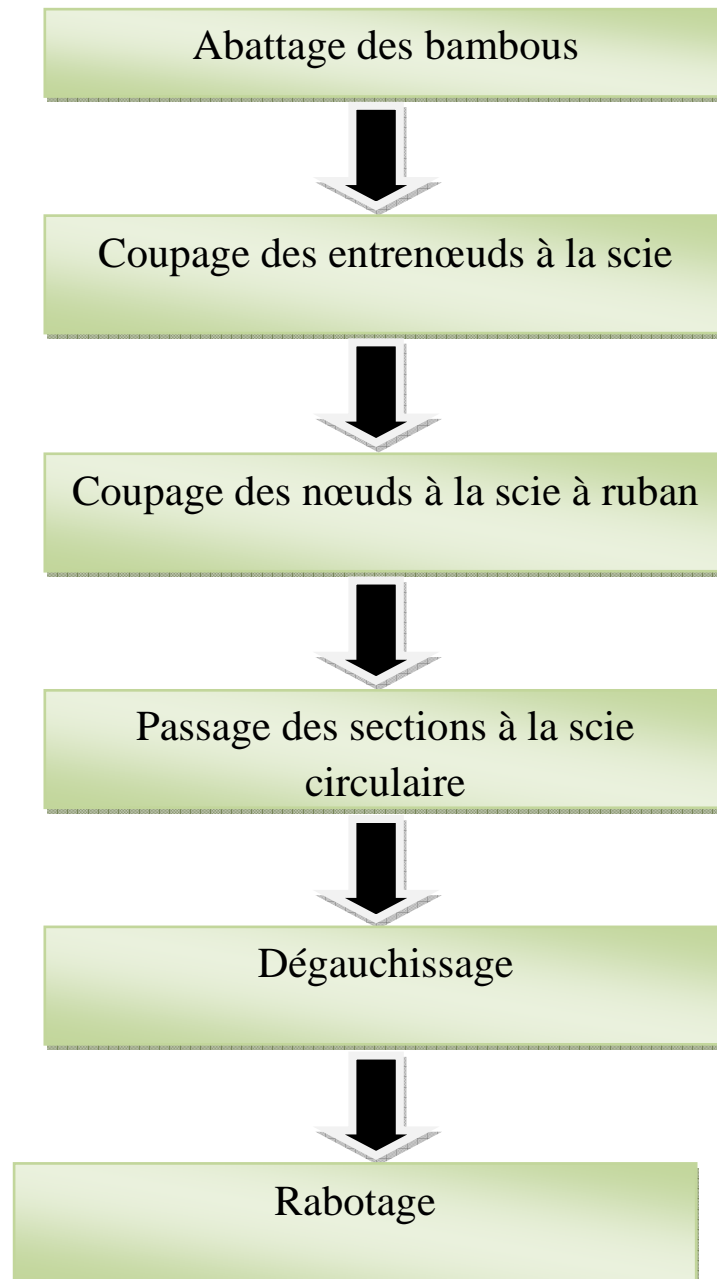 Abattage des bambous
Coupage des entrenœuds à la scie
Coupage des nœuds à la scie à ruban
Passage des sections à la scie
circulaire
Dégauchissage
Rabotage